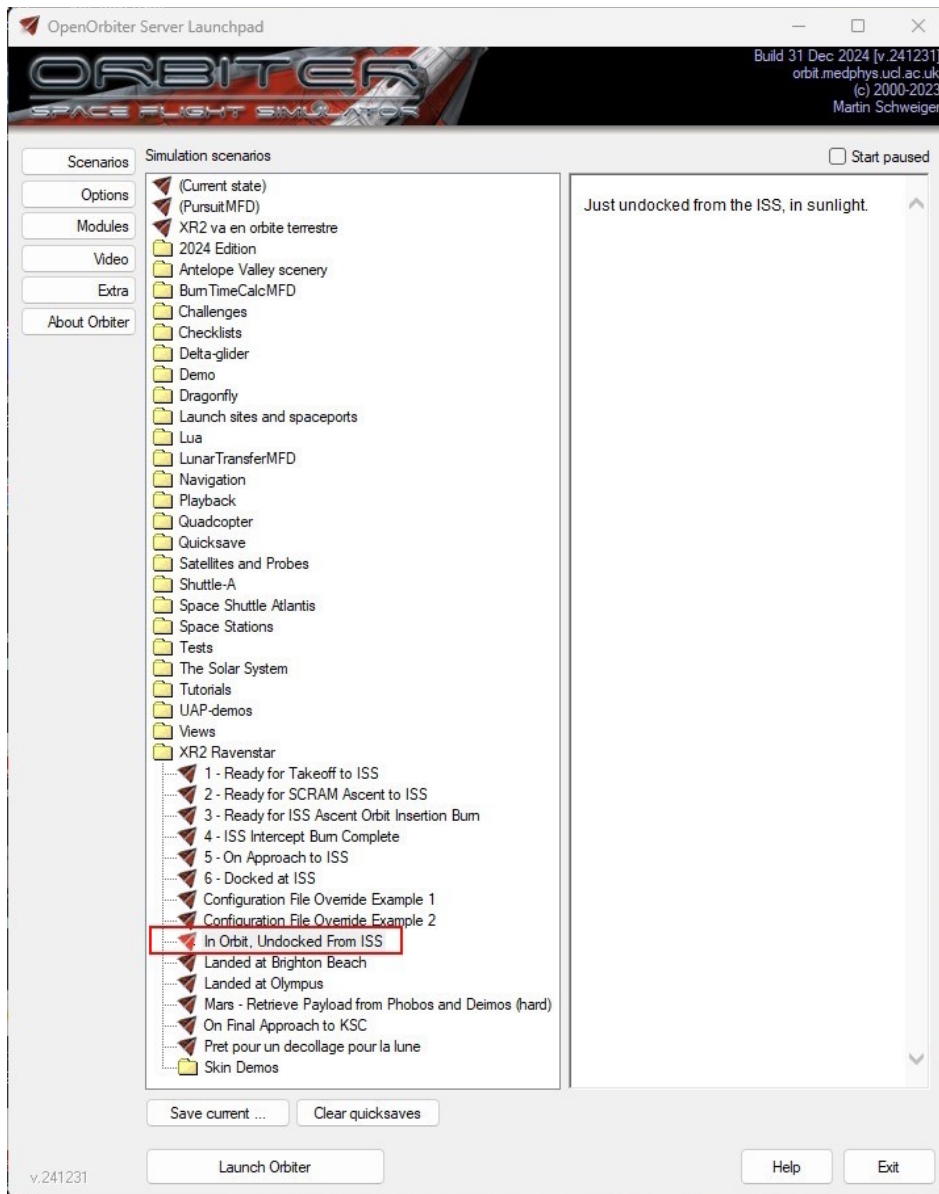 OpenOrbiter Server Launchpad
ORBITER
SPACE FLIGHT SIMULATOR
Build 31 Dec 2024 [v.241231]
orbit.medphys.ucl.ac.uk
(c) 2000-2023
Martin Schweiger
Scenarios
Options
Modules
Video
Extra
About Orbiter
Simulation scenarios
Start paused
(Current state)
(PursuitMFD)
XR2 va en orbite terrestre
2024 Edition
Antelope Valley scenery
BurnTimeCalcMFD
Challenges
Checklists
Delta-glider
Demo
Dragonfly
Launch sites and spaceports
Lua
LunarTransferMFD
Navigation
Playback
Quadcopter
Quicksave
Satellites and Probes
Shuttle-A
Space Shuttle Atlantis
Space Stations
Tests
The Solar System
Tutorials
UAP-demos
Views
XR2 Ravenstar
1 - Ready for Takeoff to ISS
2 - Ready for SCRAM Ascent to ISS
3 - Ready for ISS Ascent Orbit Insertion Burn
4 - ISS Intercept Burn Complete
5 - On Approach to ISS
6 - Docked at ISS
Configuration File Override Example 1
Configuration File Override Example 2
In Orbit, Undocked From ISS
Landed at Brighton Beach
Landed at Olympus
Mars - Retrieve Payload from Phobos and Deimos (hard)
On Final Approach to KSC
Pret pour un decollage pour la lune
Skin Demos
Just undocked from the ISS, in sunlight.
Save current ...
Clear quicksaves
v.241231
Launch Orbiter
Help
Exit